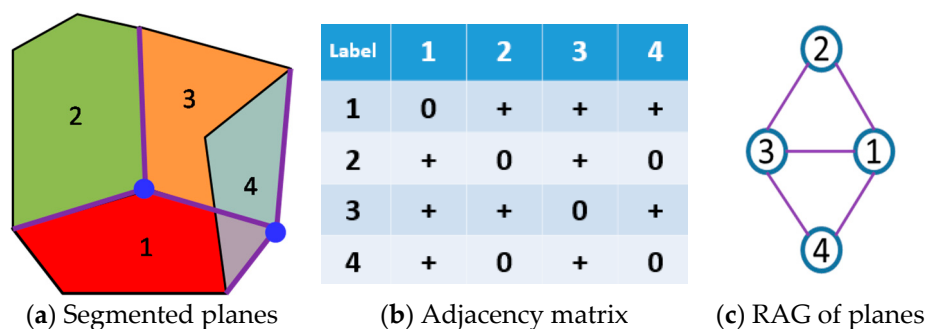 2
3
4
1
Label 1 2 3 4
1 0 + + +
2 + 0 + 0
3 + + 0 +
4 + 0 + 0
2
3 1
4
(a) Segmented planes
(b) Adjacency matrix
(c) RAG of planes